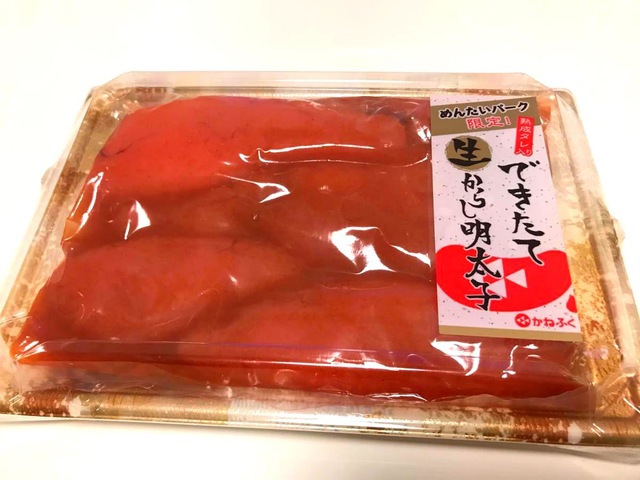 めんたいパーク
限定!
熟成タレ入り
できたて
生からし明太子
かねふく